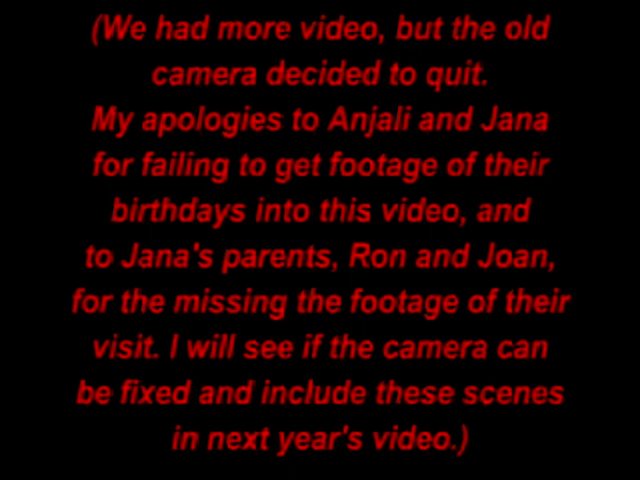 (We had more video, but the old
camera decided to quit.
My apologies to Anjali and Jana
for failing to get footage of their
birthdays into this video, and
to Jana's parents, Ron and Joan,
for the missing the footage of their
visit. I will see if the camera can
be fixed and include these scenes
in next year's video.)